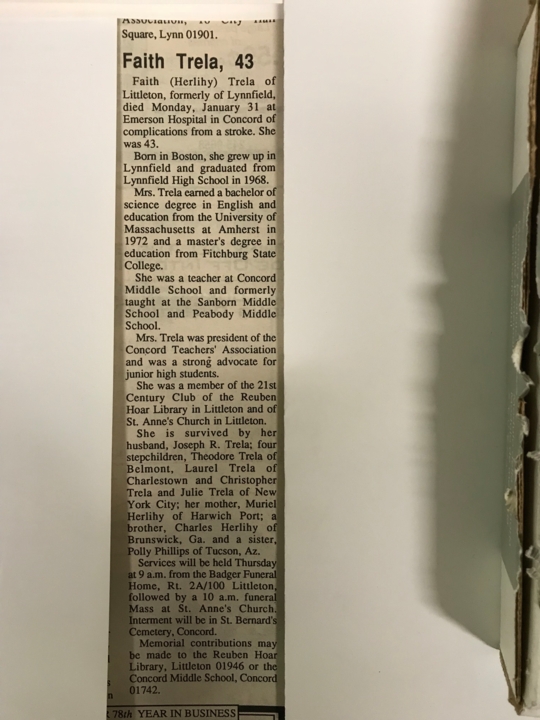 Association, 10 City Hall
Square, Lynn 01901.
Faith Trela, 43
Faith (Herlihy) Trela of
Littleton, formerly of Lynnfield,
died Monday, January 31 at
Emerson Hospital in Concord of
complications from a stroke. She
was 43.
Born in Boston, she grew up in
Lynnfield and graduated from
Lynnfield High School in 1968.
Mrs. Trela earned a bachelor of
science degree in English and
education from the University of
Massachusetts at Amherst in
1972 and a master's degree in
education from Fitchburg State
College.
She was a teacher at Concord
Middle School and formerly
taught at the Sanborn Middle
School and Peabody Middle
School.
Mrs. Trela was president of the
Concord Teachers' Association
and was a strong advocate for
junior high students.
She was a member of the 21st
Century Club of the Reuben
Hoar Library in Littleton and of
St. Anne's Church in Littleton.
She is survived by her
husband, Joseph R. Trela; four
stepchildren, Theodore Trela of
Belmont, Laurel Trela of
Charlestown and Christopher
Trela and Julie Trela of New
York City; her mother, Muriel
Herlihy of Harwich Port; a
brother, Charles Herlihy of
Brunswick, Ga. and a sister,
Polly Phillips of Tucson, Az.
Services will be held Thursday
at 9 a.m. from the Badger Funeral
Home, Rt. 2A/100 Littleton,
followed by a 10 a.m. funeral
Mass at St. Anne's Church.
Interment will be in St. Bernard's
Cemetery, Concord.
Memorial contributions may
be made to the Reuben Hoar
Library, Littleton 01946 or the
Concord Middle School, Concord
01742.
78th YEAR IN BUSINESS